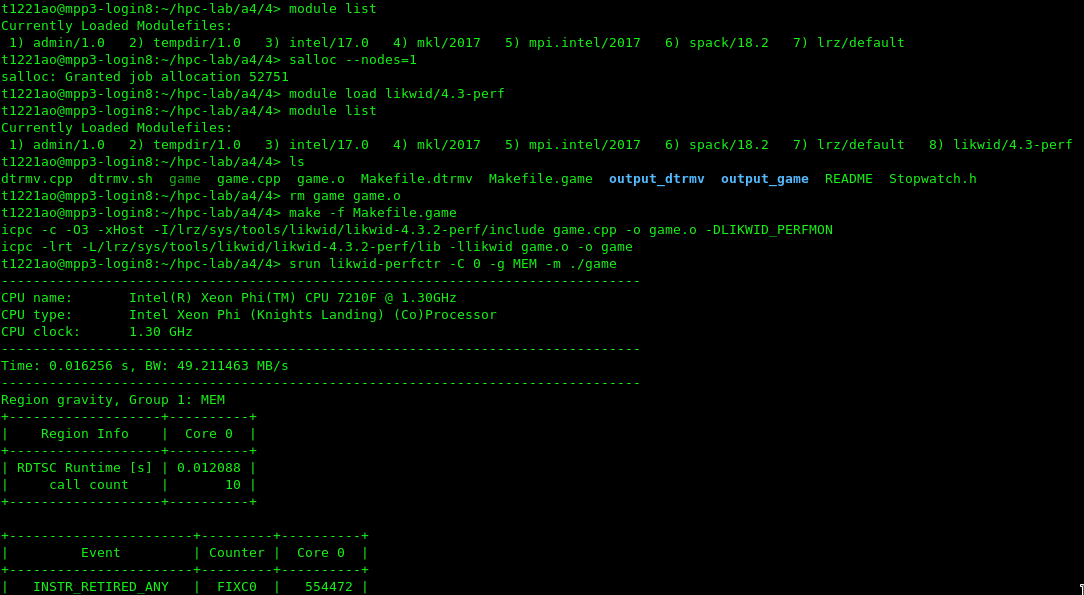 t1221ao@mpp3-login8:~/hpc-lab/a4/4> module list
Currently Loaded Modulefiles:
 1) admin/1.0   2) tempdir/1.0   3) intel/17.0   4) mkl/2017   5) mpi.intel/2017   6) spack/18.2   7) lrz/default
t1221ao@mpp3-login8:~/hpc-lab/a4/4> salloc --nodes=1
salloc: Granted job allocation 52751
t1221ao@mpp3-login8:~/hpc-lab/a4/4> module load likwid/4.3-perf
t1221ao@mpp3-login8:~/hpc-lab/a4/4> module list
Currently Loaded Modulefiles:
 1) admin/1.0   2) tempdir/1.0   3) intel/17.0   4) mkl/2017   5) mpi.intel/2017   6) spack/18.2   7) lrz/default   8) likwid/4.3-perf
t1221ao@mpp3-login8:~/hpc-lab/a4/4> ls
dtrmv.cpp  dtrmv.sh  game  game.cpp  game.o  Makefile.dtrmv  Makefile.game  output_dtrmv  output_game  README  Stopwatch.h
t1221ao@mpp3-login8:~/hpc-lab/a4/4> rm game game.o
t1221ao@mpp3-login8:~/hpc-lab/a4/4> make -f Makefile.game
icpc -c -O3 -xHost -I/lrz/sys/tools/likwid/likwid-4.3.2-perf/include game.cpp -o game.o -DLIKWID_PERFMON
icpc -lrt -L/lrz/sys/tools/likwid/likwid-4.3.2-perf/lib -llikwid game.o -o game
t1221ao@mpp3-login8:~/hpc-lab/a4/4> srun likwid-perfctr -C 0 -g MEM -m ./game
--------------------------------------------------------------------------------
CPU name:       Intel(R) Xeon Phi(TM) CPU 7210F @ 1.30GHz
CPU type:       Intel Xeon Phi (Knights Landing) (Co)Processor
CPU clock:      1.30 GHz
--------------------------------------------------------------------------------
Time: 0.016256 s, BW: 49.211463 MB/s
--------------------------------------------------------------------------------
Region gravity, Group 1: MEM
+-------------------+----------+
|    Region Info    |  Core 0  |
+-------------------+----------+
| RDTSC Runtime [s] | 0.012088 |
|     call count    |       10 |
+-------------------+----------+

+-----------------------+---------+----------+
|         Event         | Counter |  Core 0  |
+-----------------------+---------+----------+
|   INSTR_RETIRED_ANY   |  FIXC0  |   554472 |